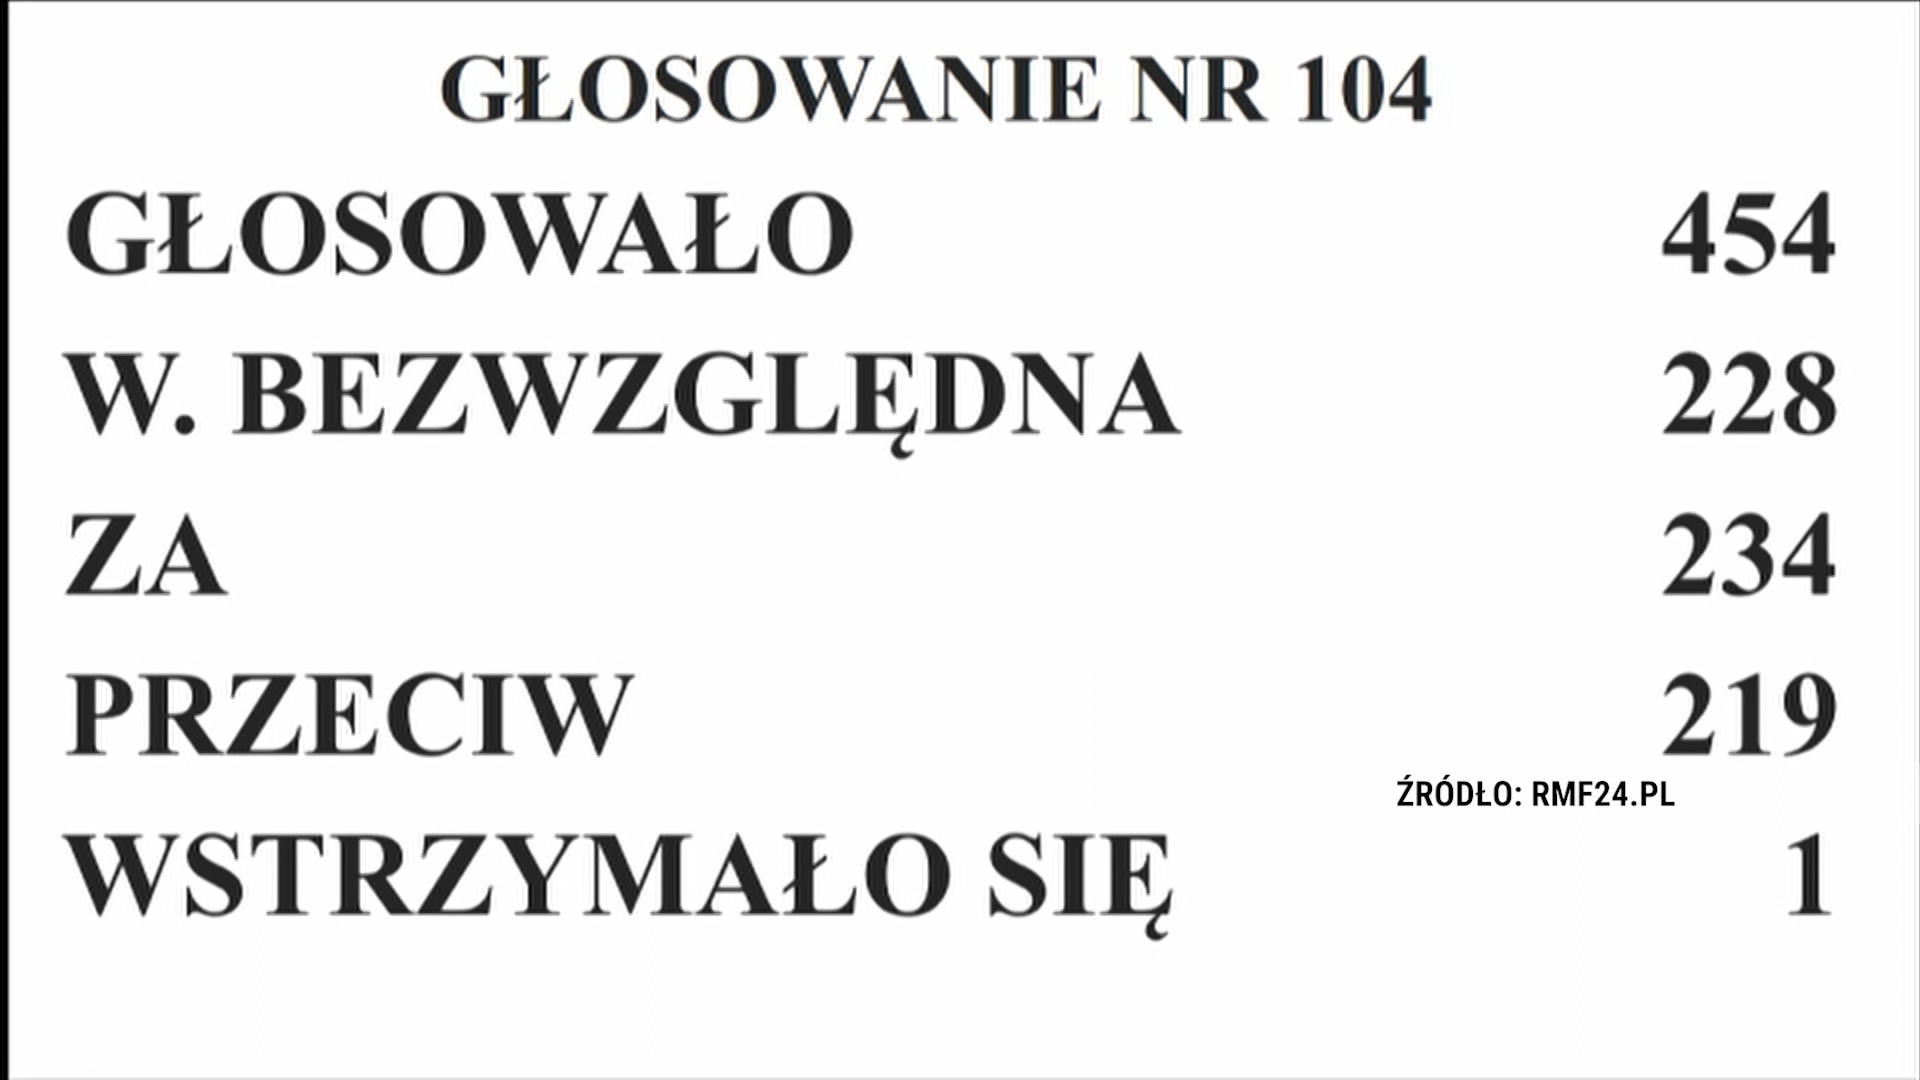 GŁOSOWANIE NR 104
GŁOSOWAŁO 454
W. BEZWZGLĘDNA 228
ZA 234
PRZECIW 219
ŹRÓDŁO: RMF24.PL
WSTRZYMAŁO SIĘ 1